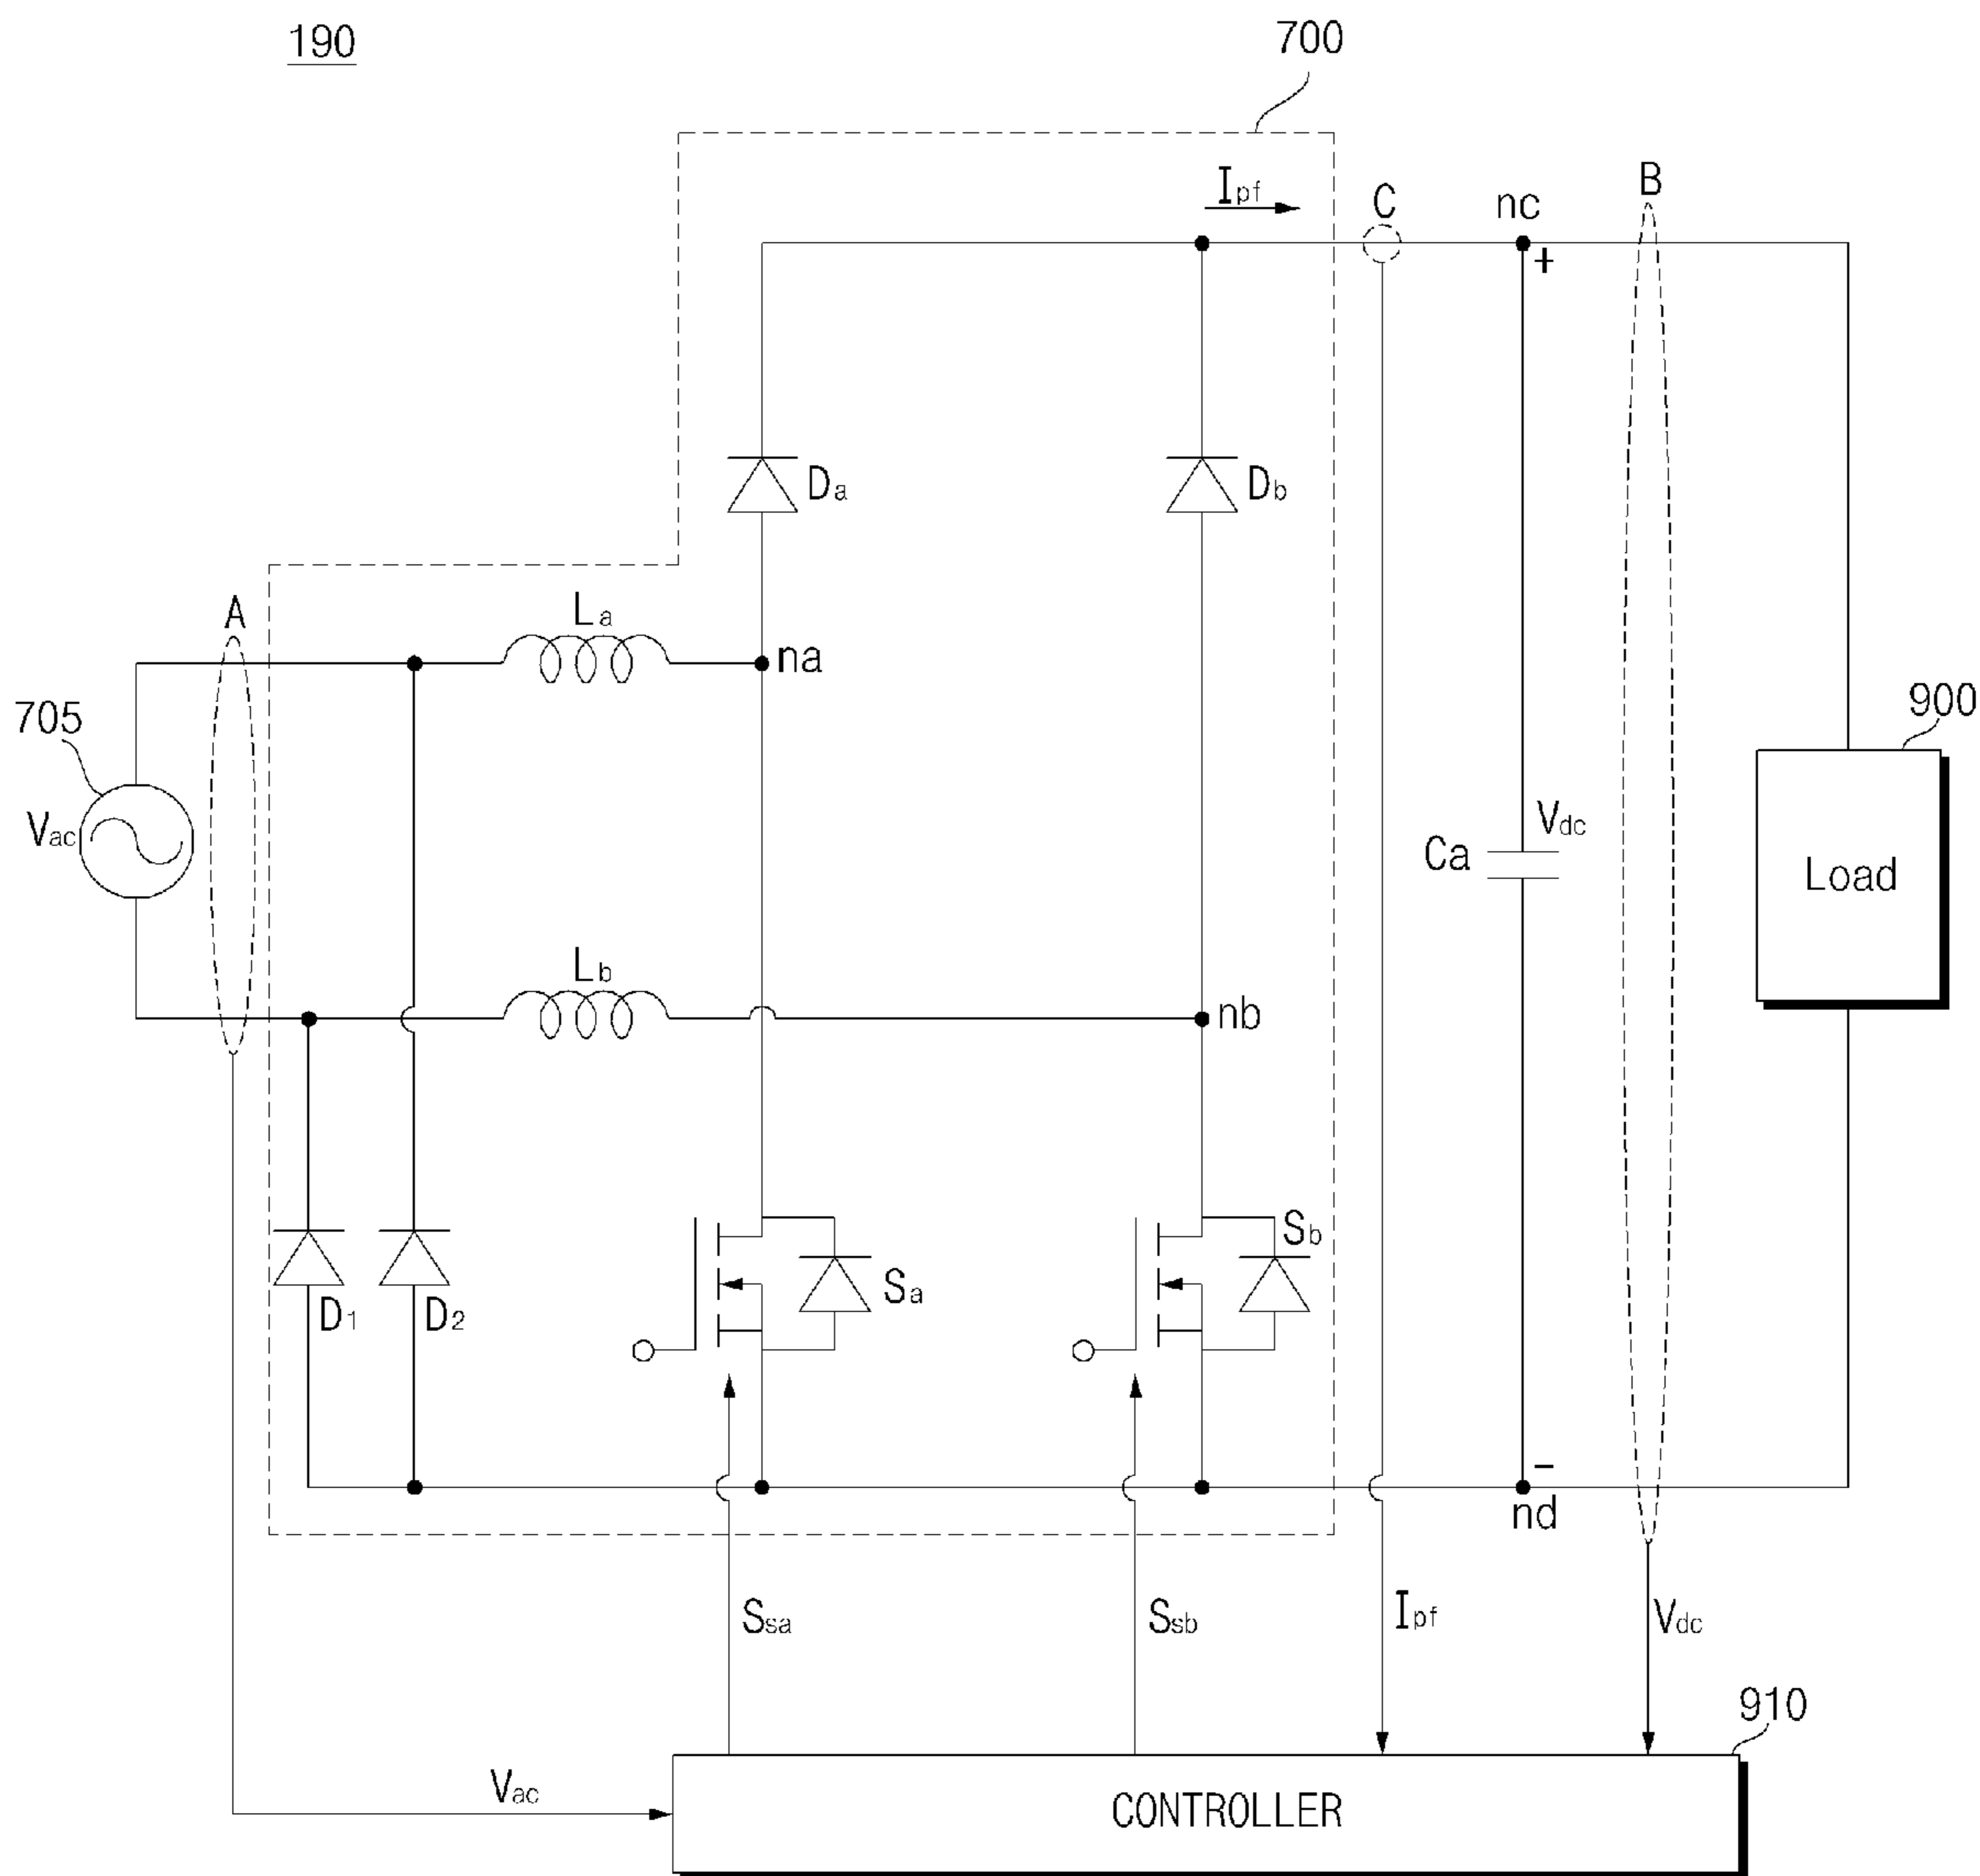 190
700
Ipf
C
nc
B
+
Da
Db
A
La
na
705
900
Vac
Vdc
Ca
Load
Lb
nb
Sb
Sa
D1
D2
−
nd
Ssa
Ssb
Ipf
Vdc
910
Vac
CONTROLLER